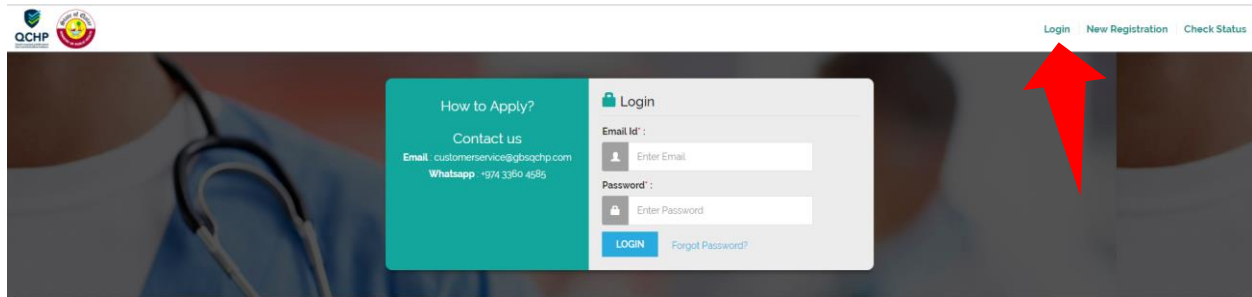 QCHP
Login
New Registration
Check Status
How to Apply?
Contact us
Email : customerservice@gbsqchp.com
Whatsapp : +974 3360 4585
Login
Email Id* :
Enter Email
Password* :
Enter Password
LOGIN
Forgot Password?